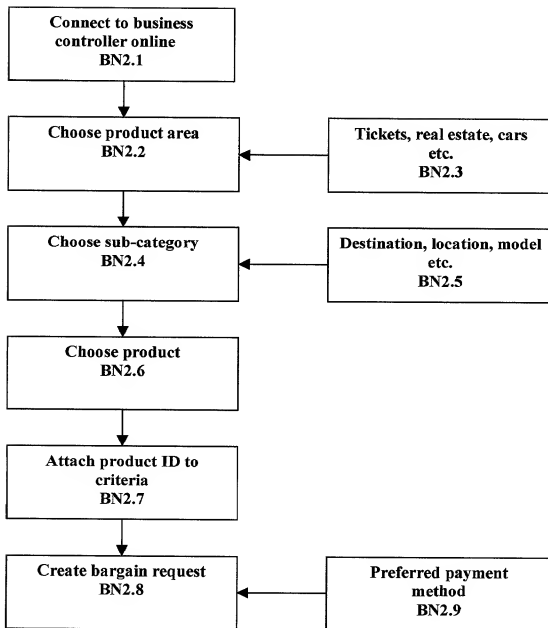 Connect to business
controller online
BN2.1
Choose product area
BN2.2
Tickets, real estate, cars
etc.
BN2.3
Choose sub-category
BN2.4
Destination, location, model
etc.
BN2.5
Choose product
BN2.6
Attach product ID to
criteria
BN2.7
Create bargain request
BN2.8
Preferred payment
method
BN2.9